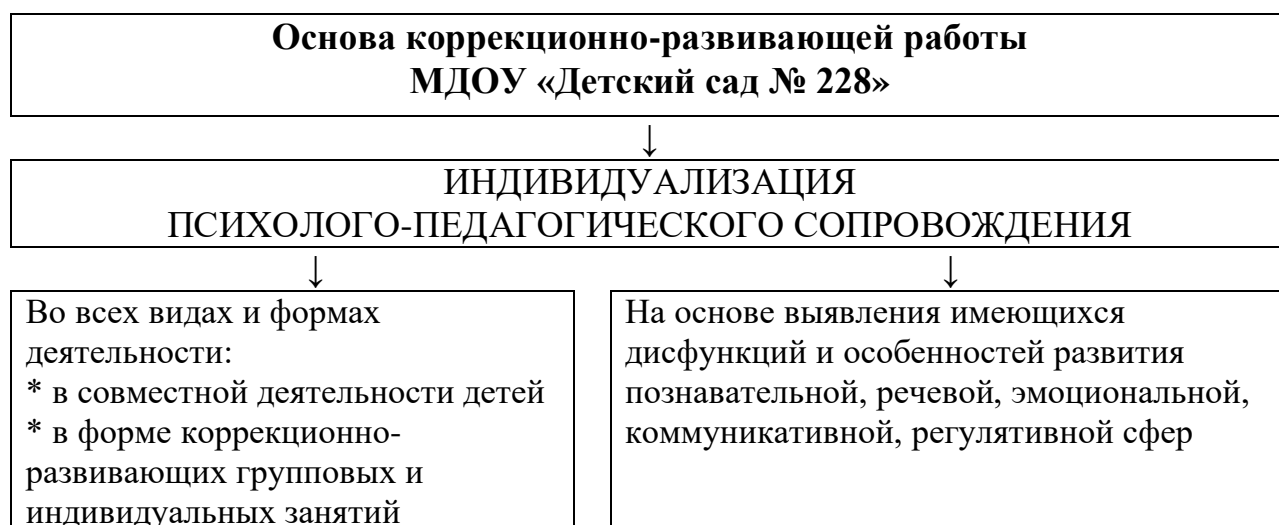 Основа коррекционно-развивающей работы
МДОУ «Детский сад № 228»
↓
ИНДИВИДУАЛИЗАЦИЯ
ПСИХОЛОГО-ПЕДАГОГИЧЕСКОГО СОПРОВОЖДЕНИЯ
↓ ↓
Во всех видах и формах
деятельности:
* в совместной деятельности детей
* в форме коррекционно-
развивающих групповых и
индивидуальных занятий
На основе выявления имеющихся
дисфункций и особенностей развития
познавательной, речевой, эмоциональной,
коммуникативной, регулятивной сфер